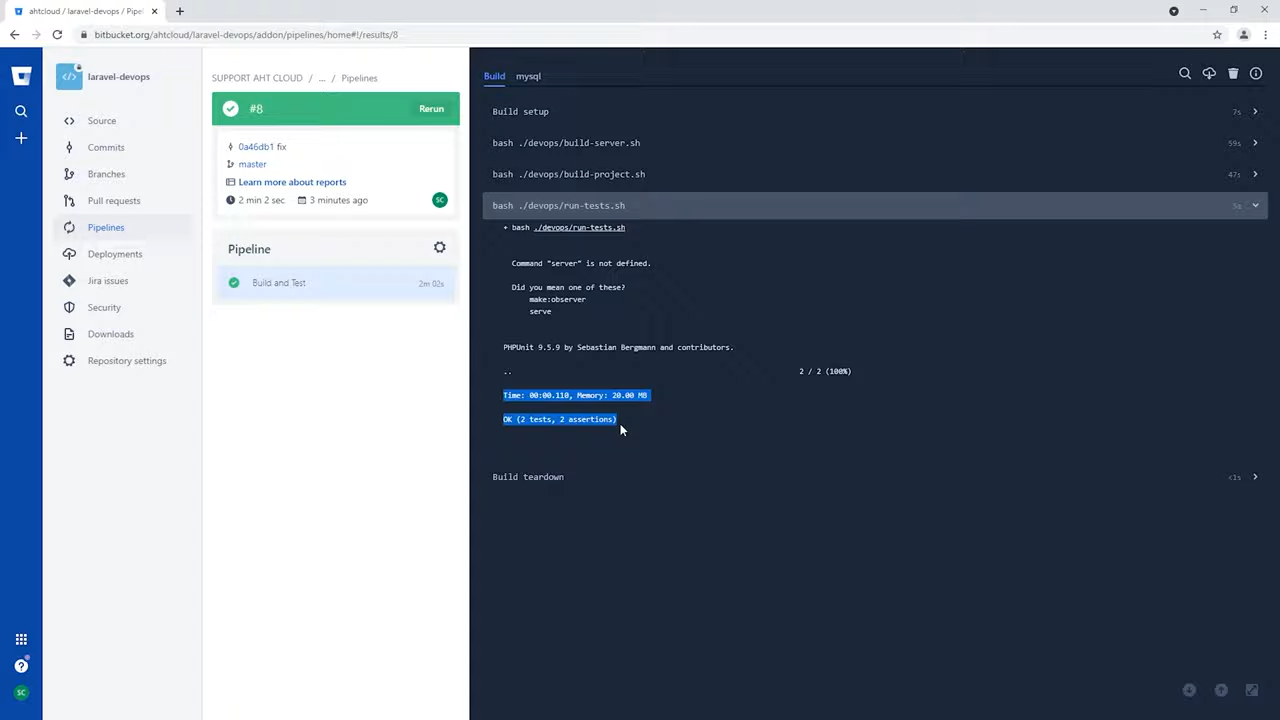 ahtcloud / laravel-devops / Pipel
bitbucket.org/ahtcloud/laravel-devops/addon/pipelines/home#!/results/8
laravel-devops
Source
Commits
Branches
Pull requests
Pipelines
Deployments
Jira issues
Security
Downloads
Repository settings
SC
SUPPORT AHT CLOUD / ... / Pipelines
#8 Rerun
0a46db1 fix
master
Learn more about reports
2 min 2 sec 3 minutes ago SC
Pipeline
Build and Test 2m 02s
Build mysql
Build setup 7s
bash ./devops/build-server.sh 59s
bash ./devops/build-project.sh 47s
bash ./devops/run-tests.sh 5s
+ bash ./devops/run-tests.sh
Command "server" is not defined.
Did you mean one of these?
make:observer
serve
PHPUnit 9.5.9 by Sebastian Bergmann and contributors.
.. 2 / 2 (100%)
Time: 00:00.110, Memory: 20.00 MB
OK (2 tests, 2 assertions)
Build teardown <1s